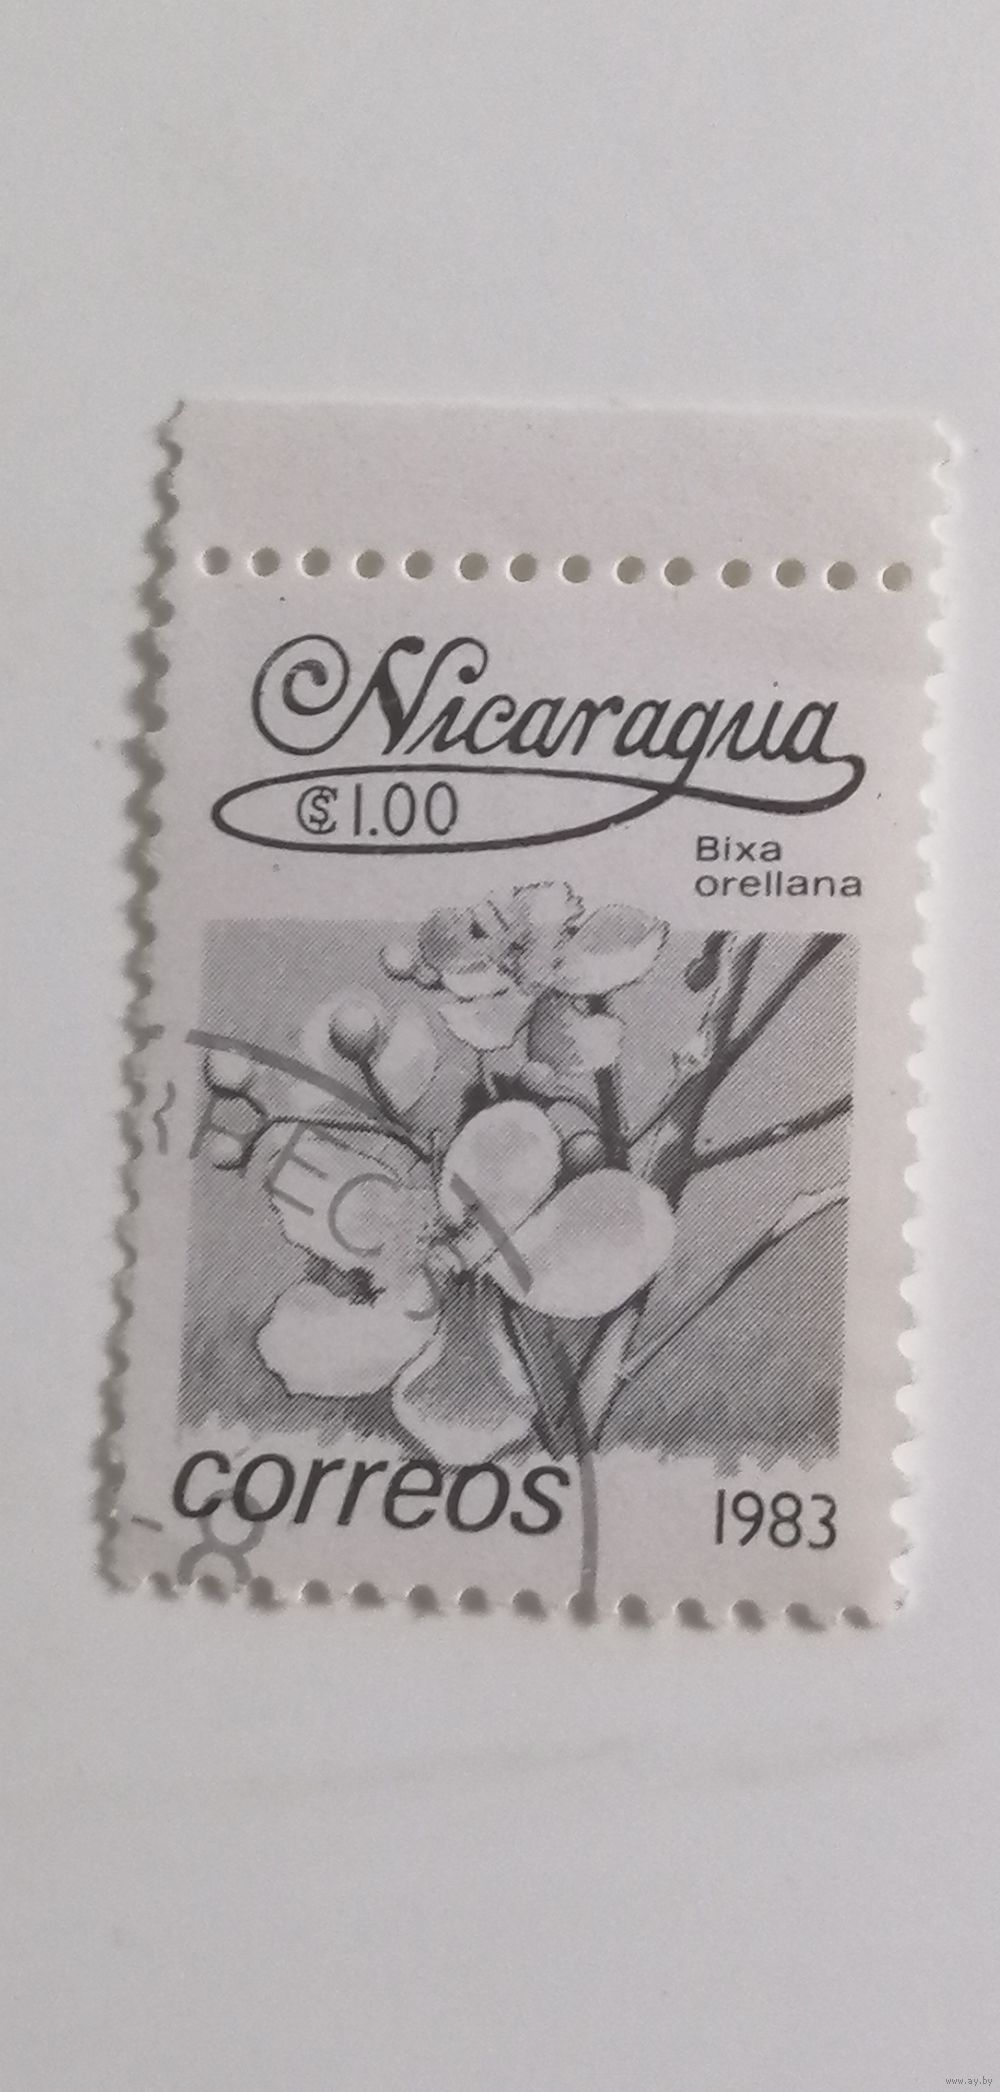 Nicaragua
C$1.00
Bixa
orellana
correos
1983
www.ay.by